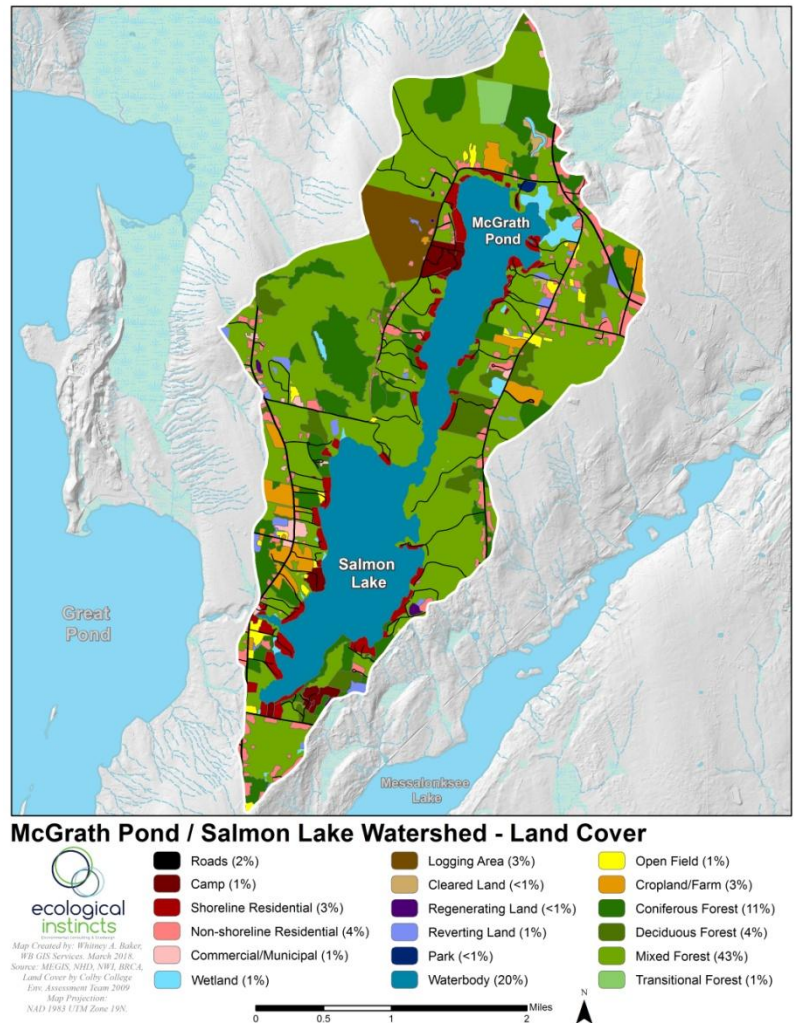 McGrath
Pond
Salmon
Lake
Great
Pond
Messalonksee
Lake
McGrath Pond / Salmon Lake Watershed - Land Cover
ecological
instincts
Map Created by: Whitney A. Baker,
WB GIS Services. March 2018.
Source: MEGIS, NHD, NWI, BRCA,
Land Cover by Colby College
Env. Assessment Team 2009
Map Projection:
NAD 1983 UTM Zone 19N.
Roads (2%)
Camp (1%)
Shoreline Residential (3%)
Non-shoreline Residential (4%)
Commercial/Municipal (1%)
Wetland (1%)
Logging Area (3%)
Cleared Land (<1%)
Regenerating Land (<1%)
Reverting Land (1%)
Park (<1%)
Waterbody (20%)
Open Field (1%)
Cropland/Farm (3%)
Coniferous Forest (11%)
Deciduous Forest (4%)
Mixed Forest (43%)
Transitional Forest (1%)
Miles
0 0.5 1 2
N